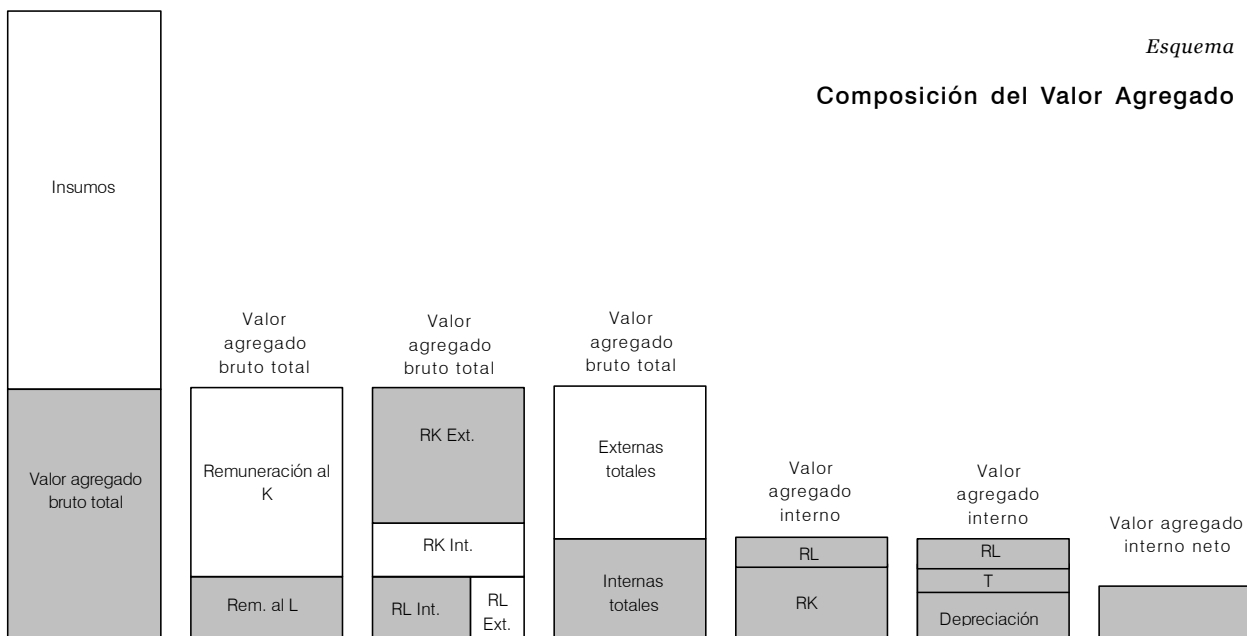 Esquema
Composición del Valor Agregado
Insumos
Valor agregado
bruto total
Valor
agregado
bruto total
Remuneración al
K
Rem. al L
Valor
agregado
bruto total
RK Ext.
RK Int.
RL Int.
RL
Ext.
Valor
agregado
bruto total
Externas
totales
Internas
totales
Valor
agregado
interno
RL
RK
Valor
agregado
interno
RL
T
Depreciación
Valor agregado
interno neto